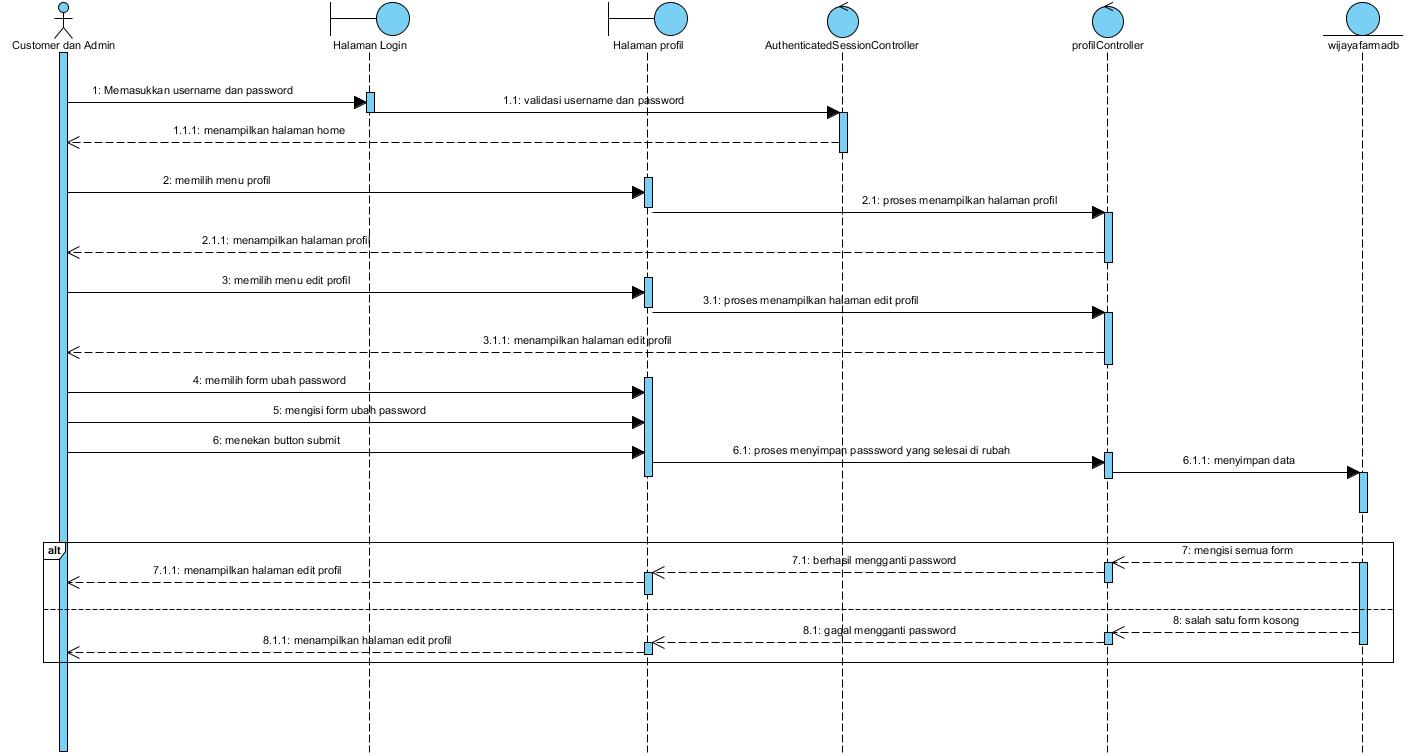 Customer dan Admin
Halaman Login
Halaman profil
AuthenticatedSessionController
profilController
wijayafarmadb
1: Memasukkan username dan password
1.1: validasi username dan password
1.1.1: menampilkan halaman home
2: memilih menu profil
2.1: proses menampilkan halaman profil
2.1.1: menampilkan halaman profil
3: memilih menu edit profil
3.1: proses menampilkan halaman edit profil
3.1.1: menampilkan halaman edit profil
4: memilih form ubah password
5: mengisi form ubah password
6: menekan button submit
6.1: proses menyimpan passsword yang selesai di rubah
6.1.1: menyimpan data
alt
7: mengisi semua form
7.1: berhasil mengganti password
7.1.1: menampilkan halaman edit profil
8: salah satu form kosong
8.1: gagal mengganti password
8.1.1: menampilkan halaman edit profil